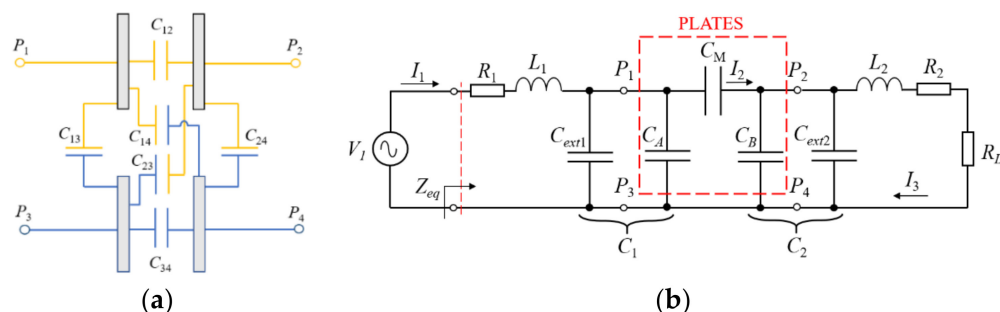 P1
C12
P2
C13
C14
C24
C23
P3
P4
C34
(a)
PLATES
I1
R1
L1
P1
CM
I2
P2
L2
R2
V1
Cext1
CA
CB
Cext2
RL
Zeq
P3
P4
I3
C1
C2
(b)